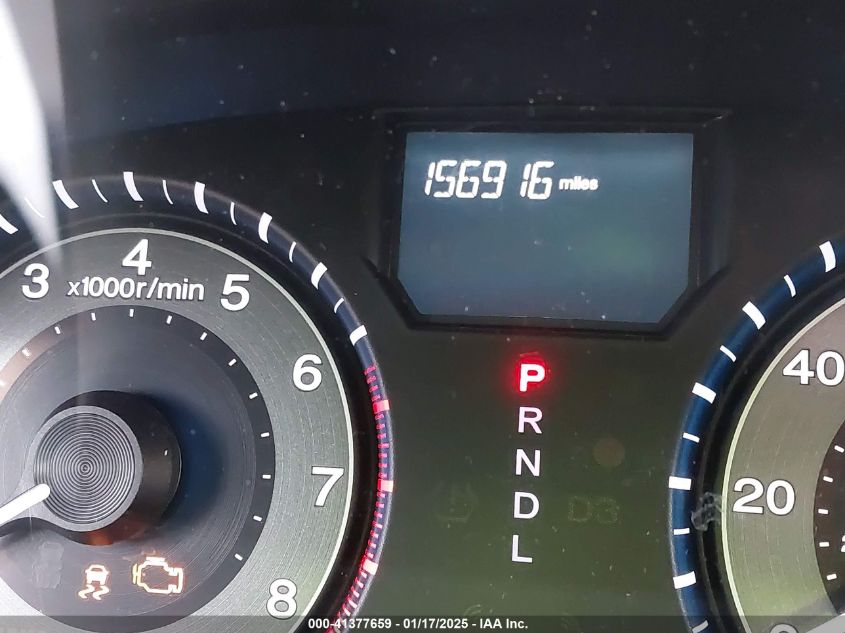 156916 miles
3 4 5 6 7 8
x1000r/min
P
R
N
D D3
L
40
20
000-41377659 - 01/17/2025 - IAA Inc.